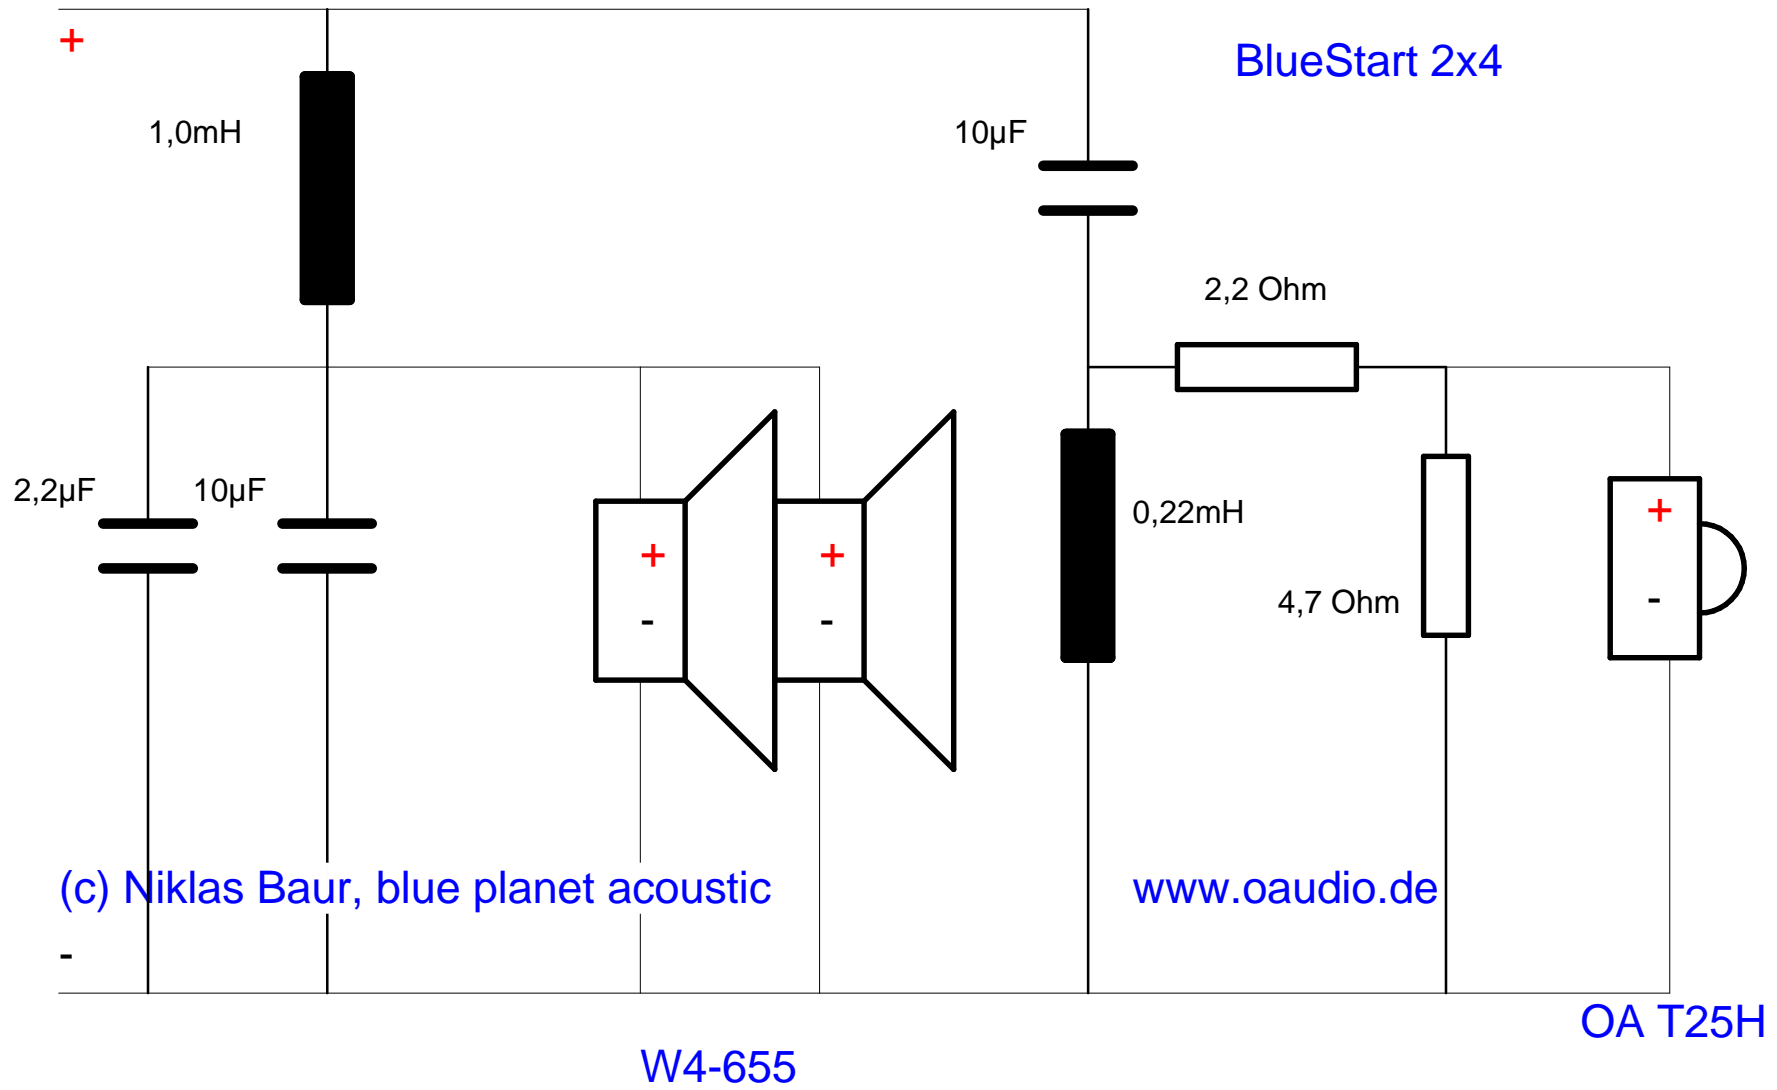 +
BlueStart 2x4
1,0mH
10µF
2,2 Ohm
2,2µF
10µF
0,22mH
+
+
+
-
-
-
4,7 Ohm
(c) Niklas Baur, blue planet acoustic
www.oaudio.de
-
OA T25H
W4-655